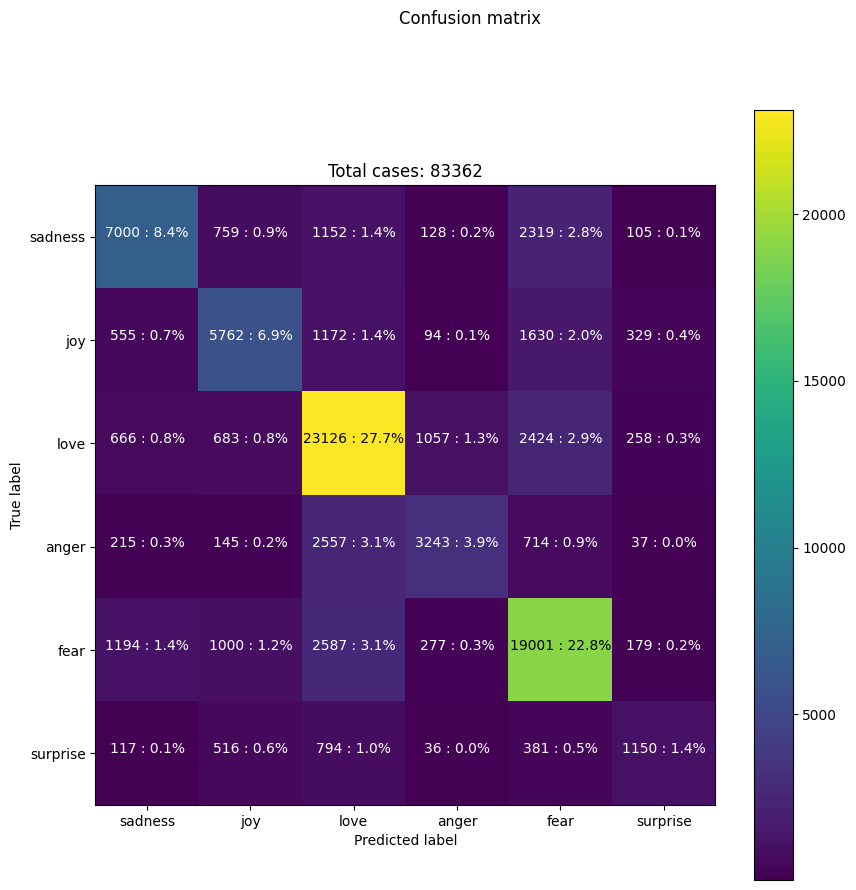 Confusion matrix
Total cases: 83362
sadness 7000 : 8.4% 759 : 0.9% 1152 : 1.4% 128 : 0.2% 2319 : 2.8% 105 : 0.1%
joy 555 : 0.7% 5762 : 6.9% 1172 : 1.4% 94 : 0.1% 1630 : 2.0% 329 : 0.4%
love 666 : 0.8% 683 : 0.8% 23126 : 27.7% 1057 : 1.3% 2424 : 2.9% 258 : 0.3%
anger 215 : 0.3% 145 : 0.2% 2557 : 3.1% 3243 : 3.9% 714 : 0.9% 37 : 0.0%
fear 1194 : 1.4% 1000 : 1.2% 2587 : 3.1% 277 : 0.3% 19001 : 22.8% 179 : 0.2%
surprise 117 : 0.1% 516 : 0.6% 794 : 1.0% 36 : 0.0% 381 : 0.5% 1150 : 1.4%
sadness joy love anger fear surprise
Predicted label
True label
20000
15000
10000
5000